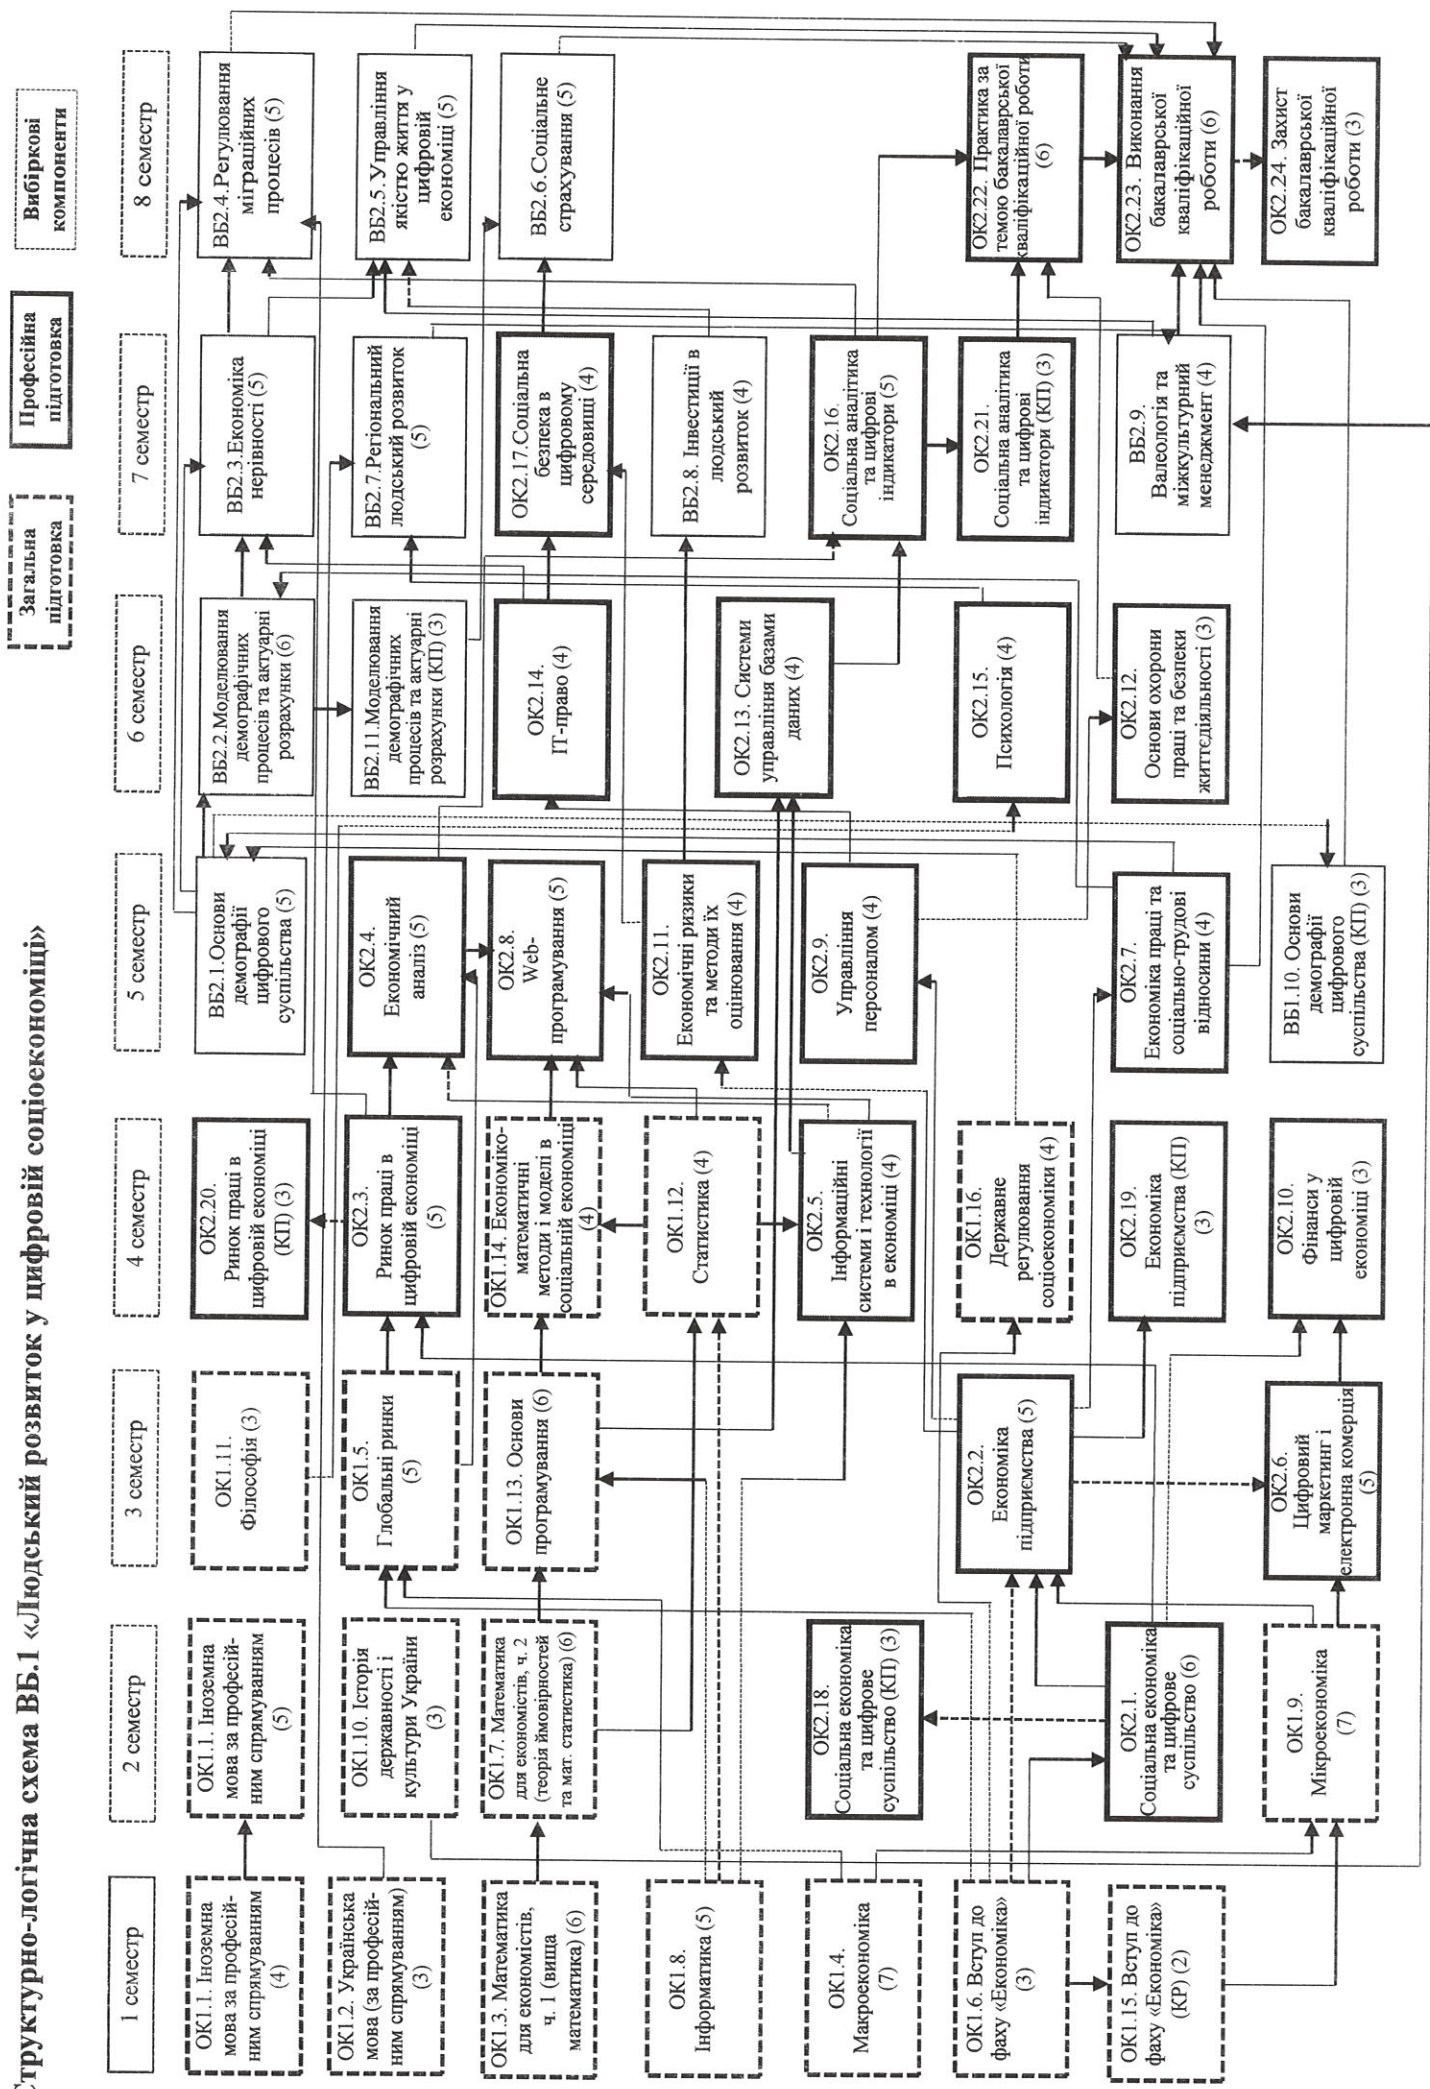 Структурно-логічна схема ВБ.1 «Людський розвиток у цифровій соціоекономіці»
Загальна
підготовка
Професійна
підготовка
Вибіркові
компоненти
1 семестр
2 семестр
3 семестр
4 семестр
5 семестр
6 семестр
7 семестр
8 семестр
ОК1.1. Іноземна
мова за професій-
ним спрямуванням
(4)
ОК1.2. Українська
мова (за професій-
ним спрямуванням)
(3)
ОК1.3. Математика
для економістів,
ч. 1 (вища
математика) (6)
ОК1.8.
Інформатика (5)
ОК1.4.
Макроекономіка
(7)
ОК1.6. Вступ до
фаху «Економіка»
(3)
ОК1.15. Вступ до
фаху «Економіка»
(КР) (2)
ОК1.1. Іноземна
мова за професій-
ним спрямуванням
(5)
ОК1.10. Історія
державності і
культури України
(3)
ОК1.7. Математика
для економістів, ч. 2
(теорія ймовірностей
та мат. статистика) (6)
ОК2.18.
Соціальна економіка
та цифрове
суспільство (КП) (3)
ОК2.1.
Соціальна економіка
та цифрове
суспільство (6)
ОК1.9.
Мікроекономіка
(7)
ОК1.11.
Філософія (3)
ОК1.5.
Глобальні ринки
(5)
ОК1.13. Основи
програмування (6)
ОК2.2.
Економіка
підприємства (5)
ОК2.6.
Цифровий
маркетинг і
електронна комерція
(5)
ОК2.20.
Ринок праці в
цифровій економіці
(КП) (3)
ОК2.3.
Ринок праці в
цифровій економіці
(5)
ОК1.14. Економіко-
математичні
методи і моделі в
соціальній економіці
(4)
ОК1.12.
Статистика (4)
ОК2.5.
Інформаційні
системи і технології
в економіці (4)
ОК1.16.
Державне
регулювання
соціоекономіки (4)
ОК2.19.
Економіка
підприємства (КП)
(3)
ОК2.10.
Фінанси у
цифровій
економіці (3)
ВБ2.1.Основи
демографії
цифрового
суспільства (5)
ОК2.4.
Економічний
аналіз (5)
ОК2.8.
Web-
програмування (5)
ОК2.11.
Економічні ризики
та методи їх
оцінювання (4)
ОК2.9.
Управління
персоналом (4)
ОК2.7.
Економіка праці та
соціально-трудові
відносини (4)
ВБ1.10. Основи
демографії
цифрового
суспільства (КП) (3)
ВБ2.2.Моделювання
демографічних
процесів та актуарні
розрахунки (6)
ВБ2.11.Моделювання
демографічних
процесів та актуарні
розрахунки (КП) (3)
ОК2.14.
ІТ-право (4)
ОК2.13. Системи
управління базами
даних (4)
ОК2.15.
Психологія (4)
ОК2.12.
Основи охорони
праці та безпеки
життєдіяльності (3)
ВБ2.3.Економіка
нерівності (5)
ВБ2.7.Регіональний
людський розвиток
(5)
ОК2.17.Соціальна
безпека в
цифровому
середовищі (4)
ВБ2.8. Інвестиції в
людський
розвиток (4)
ОК2.16.
Соціальна аналітика
та цифрові
індикатори (5)
ОК2.21.
Соціальна аналітика
та цифрові
індикатори (КП) (3)
ВБ2.9.
Валеологія та
міжкультурний
менеджмент (4)
ВБ2.4.Регулювання
міграційних
процесів (5)
ВБ2.5.Управління
якістю життя у
цифровій
економіці (5)
ВБ2.6.Соціальне
страхування (5)
ОК2.22. Практика за
темою бакалаврської
кваліфікаційної роботи
(6)
ОК2.23. Виконання
бакалаврської
кваліфікаційної
роботи (6)
ОК2.24. Захист
бакалаврської
кваліфікаційної
роботи (3)